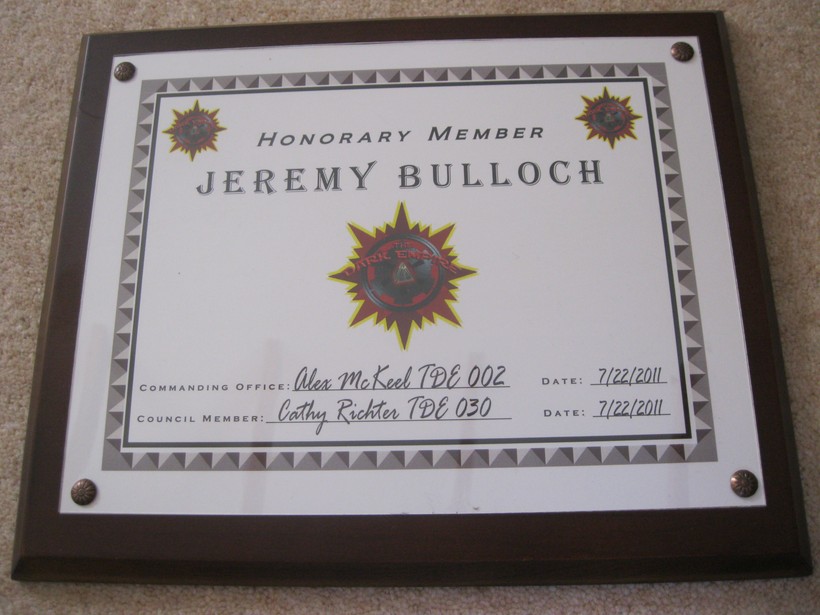 HONORARY MEMBER
JEREMY BULLOCH
THE
DARK EMPIRE
COMMANDING OFFICE: Alex McKeel TDE 002 DATE: 7/22/2011
COUNCIL MEMBER: Cathy Richter TDE 030 DATE: 7/22/2011